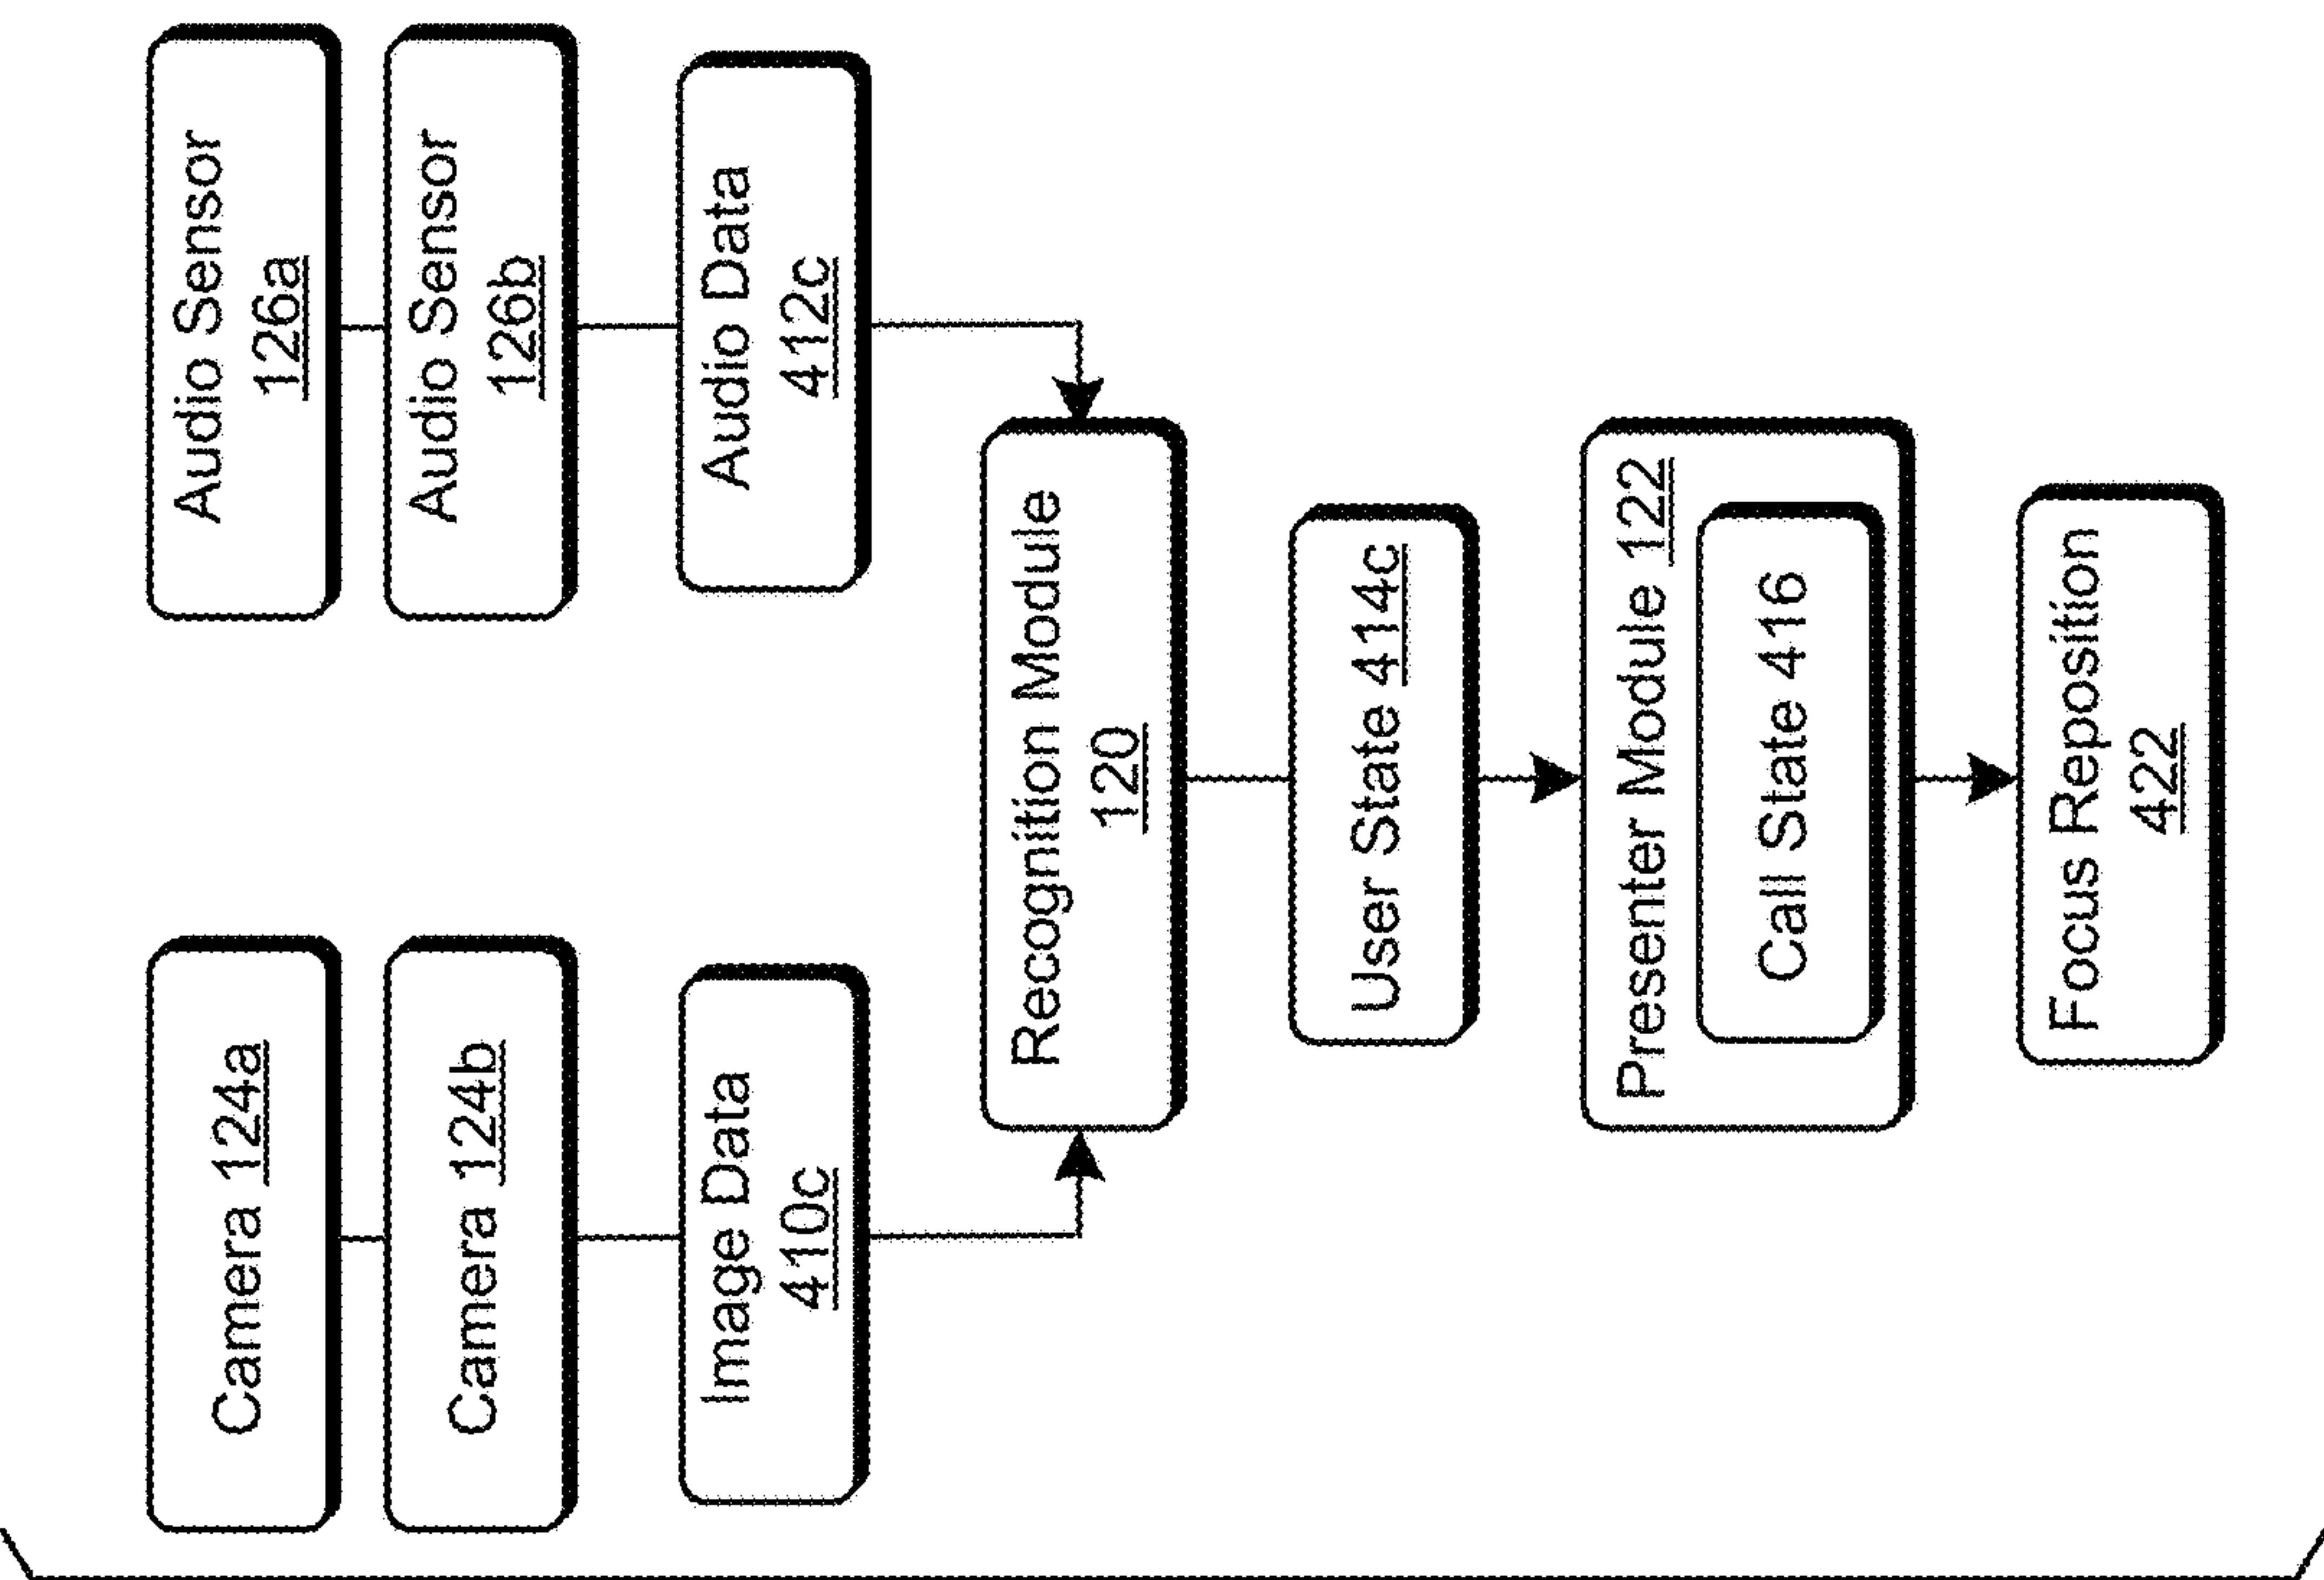 Camera 124a
Camera 124b
Image Data
410c
Audio Sensor
126a
Audio Sensor
126b
Audio Data
412c
Recognition Module
120
User State 414c
Presenter Module 122
Call State 416
Focus Reposition
422